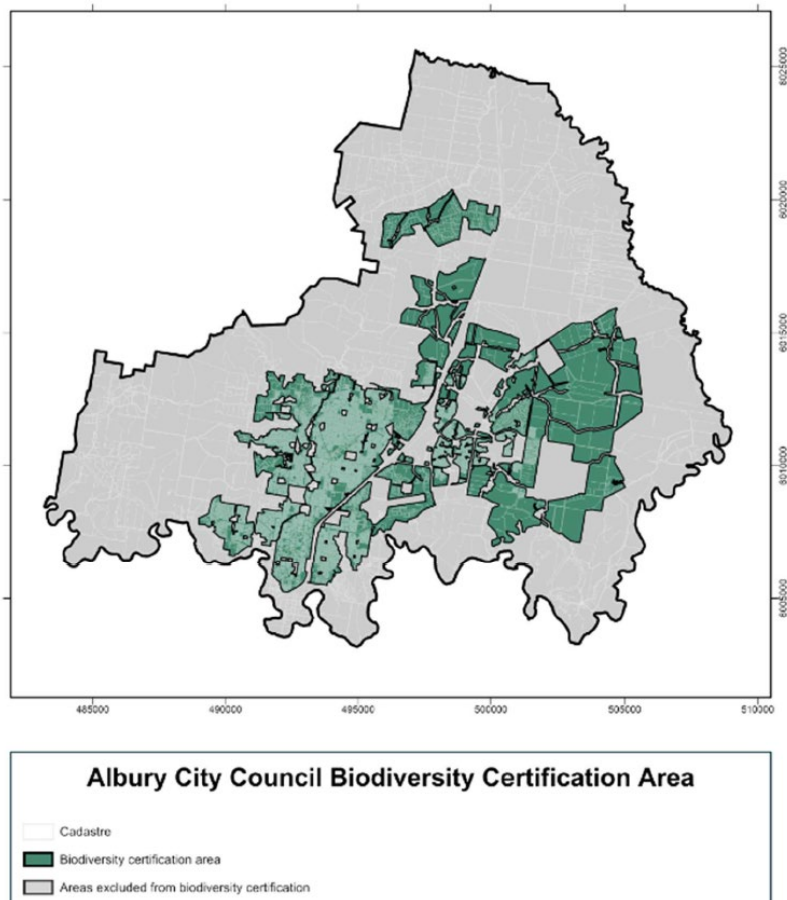 6025000
6020000
6015000
6010000
6005000
485000 490000 495000 500000 505000 510000
Albury City Council Biodiversity Certification Area
Cadastre
Biodiversity certification area
Areas excluded from biodiversity certification